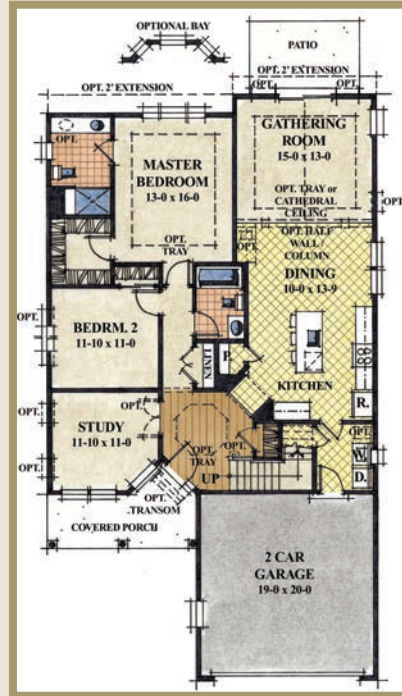 OPTIONAL BAY
PATIO
OPT. 2' EXTENSION
OPT. 2' EXTENSION
OPT.
MASTER
BEDROOM
13-0 x 16-0
OPT.
TRAY
GATHERING
ROOM
15-0 x 13-0
OPT. TRAY or
CATHEDRAL
CEILING
OPT.
OPT.
OPT. HALF
WALL /
COLUMN
DINING
10-0 x 13-9
BEDRM. 2
11-10 x 11-0
OPT.
LINEN
P.
KITCHEN
R.
STUDY
11-10 x 11-0
OPT.
OPT.
OPT.
OPT.
TRAY
UP
OPT.
W.
D.
OPT.
TRANSOM
COVERED PORCH
2 CAR
GARAGE
19-0 x 20-0